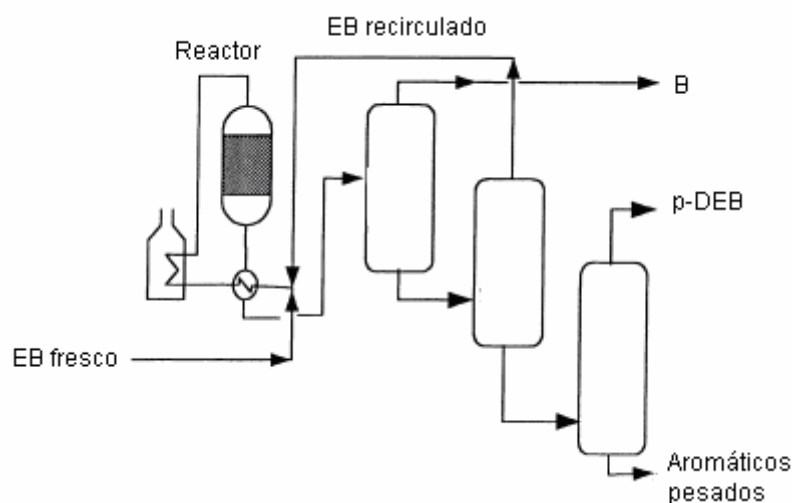 EB recirculado
Reactor
B
p-DEB
EB fresco
Aromáticos
pesados